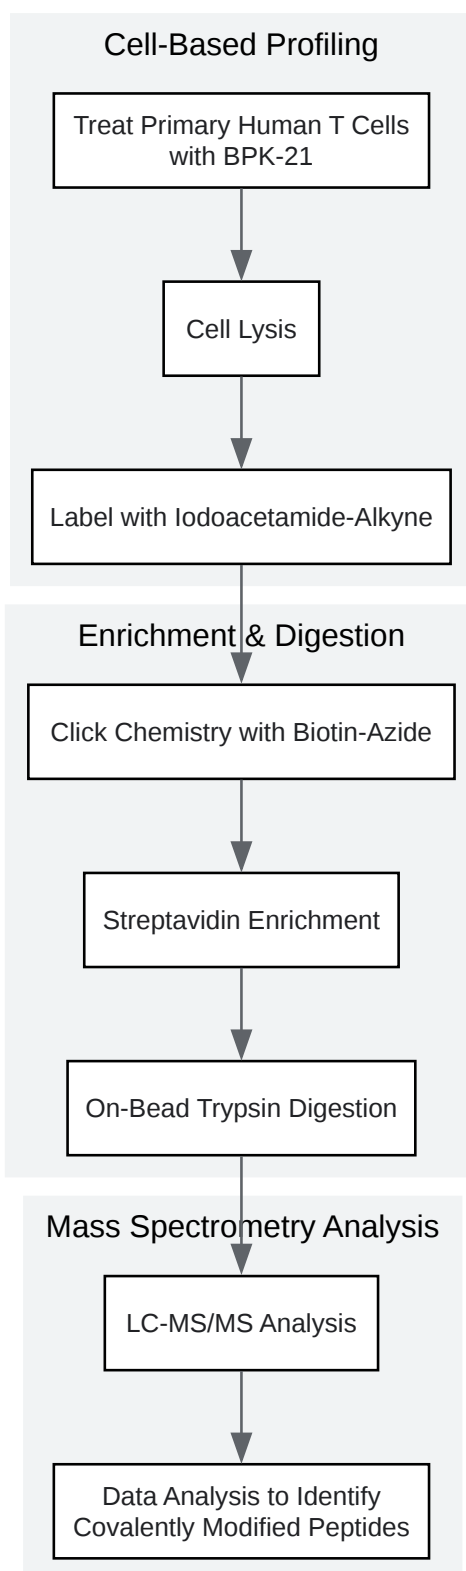 Cell-Based Profiling
Treat Primary Human T Cells
with BPK-21
Cell Lysis
Label with Iodoacetamide-Alkyne
Enrichment & Digestion
Click Chemistry with Biotin-Azide
Streptavidin Enrichment
On-Bead Trypsin Digestion
Mass Spectrometry Analysis
LC-MS/MS Analysis
Data Analysis to Identify
Covalently Modified Peptides